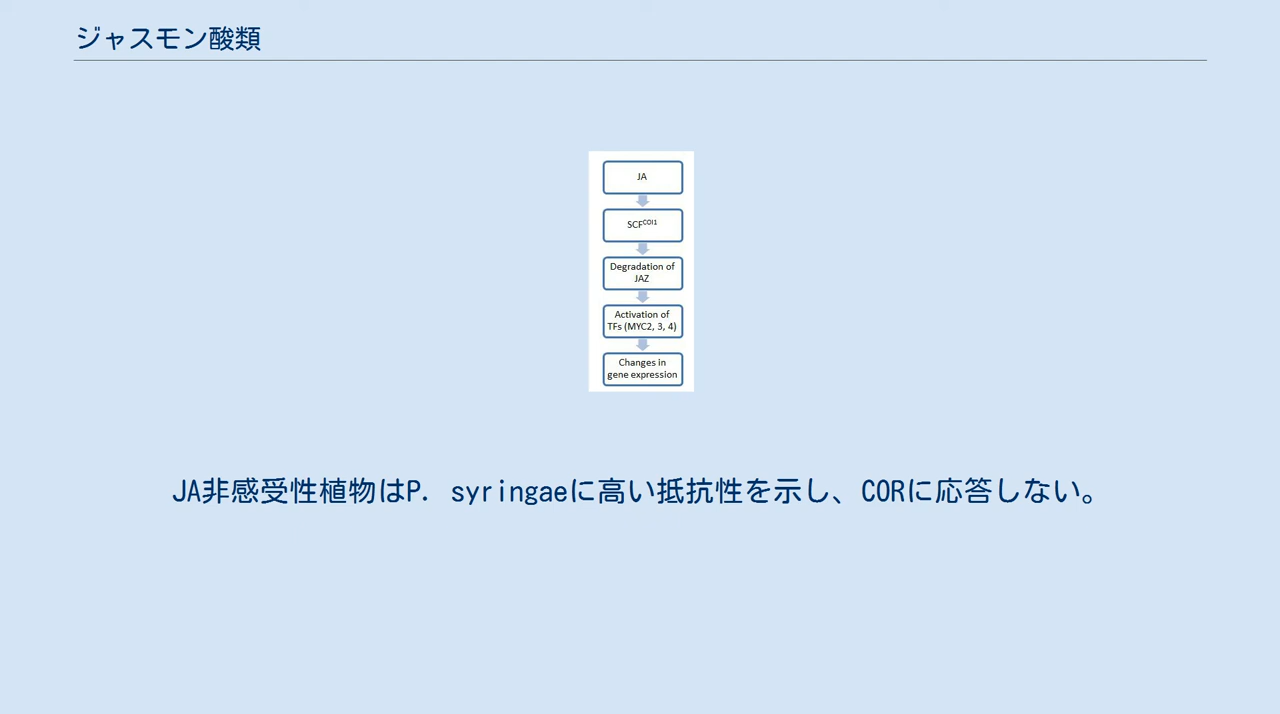 ジャスモン酸類
JA
SCFCOI1
Degradation of
JAZ
Activation of
TFs (MYC2, 3, 4)
Changes in
gene expression
JA非感受性植物はP. syringaeに高い抵抗性を示し、CORに応答しない。